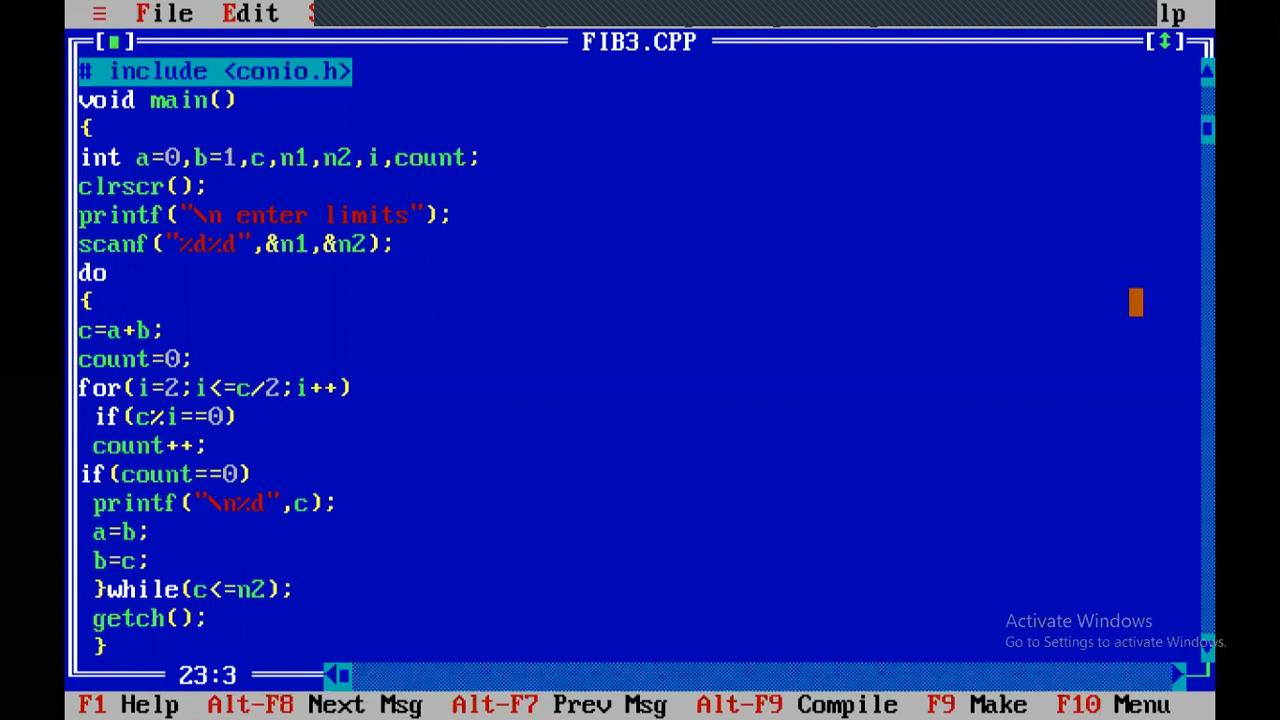 ≡ File Edit lp
[■] FIB3.CPP [↕]
# include <conio.h>
void main()
{
int a=0,b=1,c,n1,n2,i,count;
clrscr();
printf("\n enter limits");
scanf("%d%d",&n1,&n2);
do
{
c=a+b;
count=0;
for(i=2;i<=c/2;i++)
if(c%i==0)
count++;
if(count==0)
printf("\n%d",c);
a=b;
b=c;
}while(c<=n2);
getch();
}
Activate Windows
Go to Settings to activate Windows.
23:3
F1 Help Alt-F8 Next Msg Alt-F7 Prev Msg Alt-F9 Compile F9 Make F10 Menu